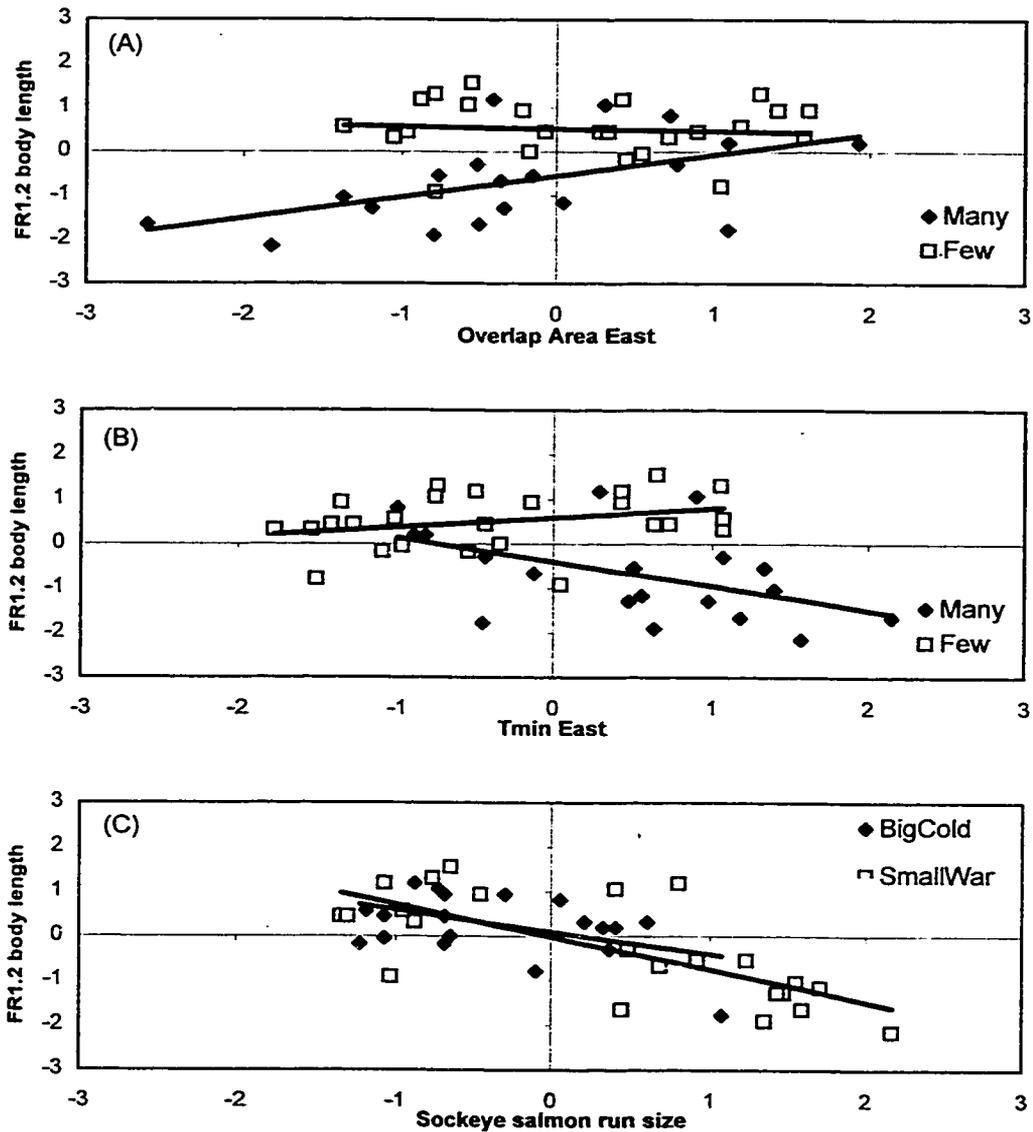 3
(A)
2
1
0
-1
-2
-3
FR1.2 body length
Many
Few
-3 -2 -1 0 1 2 3
Overlap Area East
3
(B)
2
1
0
-1
-2
-3
FR1.2 body length
Many
Few
-3 -2 -1 0 1 2 3
Tmin East
3
(C)
2
1
0
-1
-2
-3
FR1.2 body length
BigCold
SmallWar
-3 -2 -1 0 1 2 3
Sockeye salmon run size